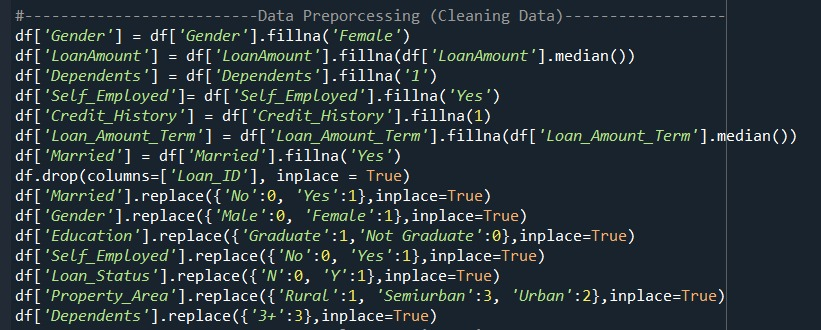 #--------------------------Data Preporcessing (Cleaning Data)------------------
df['Gender'] = df['Gender'].fillna('Female')
df['LoanAmount'] = df['LoanAmount'].fillna(df['LoanAmount'].median())
df['Dependents'] = df['Dependents'].fillna('1')
df['Self_Employed']= df['Self_Employed'].fillna('Yes')
df['Credit_History'] = df['Credit_History'].fillna(1)
df['Loan_Amount_Term'] = df['Loan_Amount_Term'].fillna(df['Loan_Amount_Term'].median())
df['Married'] = df['Married'].fillna('Yes')
df.drop(columns=['Loan_ID'], inplace = True)
df['Married'].replace({'No':0, 'Yes':1},inplace=True)
df['Gender'].replace({'Male':0, 'Female':1},inplace=True)
df['Education'].replace({'Graduate':1,'Not Graduate':0},inplace=True)
df['Self_Employed'].replace({'No':0, 'Yes':1},inplace=True)
df['Loan_Status'].replace({'N':0, 'Y':1},inplace=True)
df['Property_Area'].replace({'Rural':1, 'Semiurban':3, 'Urban':2},inplace=True)
df['Dependents'].replace({'3+':3},inplace=True)